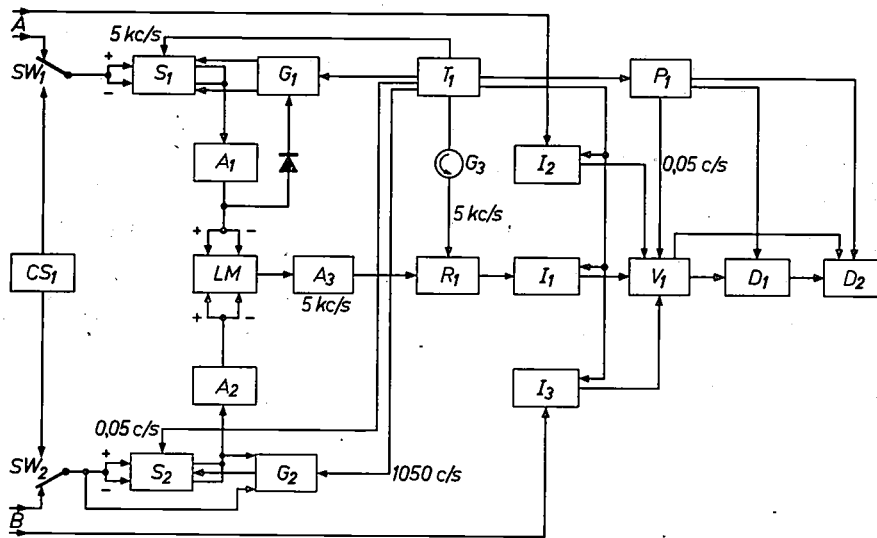 A
SW1
+
−
5 kc/s
S1
G1
T1
P1
A1
G3
I2
0,05 c/s
5 kc/s
+
−
CS1
LM
A3
R1
I1
V1
D1
D2
5 kc/s
+
−
A2
I3
0,05 c/s
SW2
+
−
S2
G2
1050 c/s
B